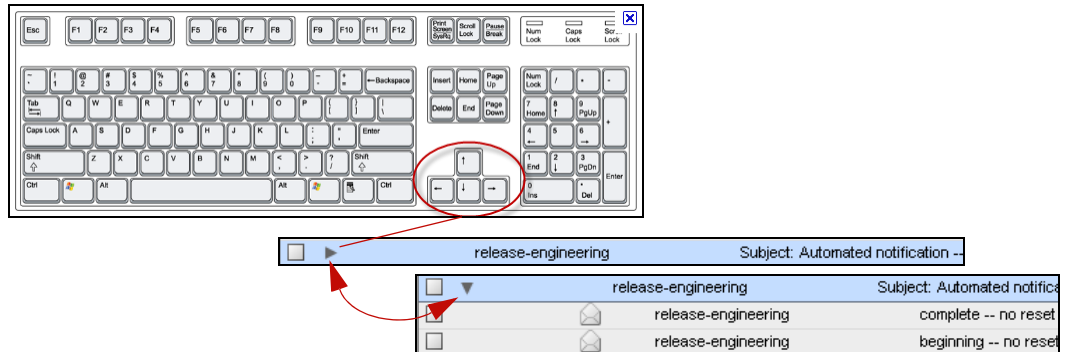 Esc F1 F2 F3 F4 F5 F6 F7 F8 F9 F10 F11 F12 Print Screen SysRq Scroll Lock Pause Break Num Lock Caps Lock
~ ` ! 1 @ 2 # 3 $ 4 % 5 ^ 6 & 7 * 8 ( 9 ) 0 - + = ←Backspace Insert Home Page Up Num Lock / * -
Tab Q W E R T Y U I O P { [ } ] | \ Delete End Page Down 7 Home 8 ↑ 9 PgUp +
Caps Lock A S D F G H J K L : ; " Enter 4 ← 5 6 →
Shift Z X C V B N M < , > . ? / Shift ↑ 1 End 2 ↓ 3 PgDn Enter
Ctrl Alt Alt Ctrl ← ↓ → 0 Ins . Del
release-engineering Subject: Automated notification --
release-engineering Subject: Automated notifica
release-engineering complete -- no reset
release-engineering beginning -- no reset